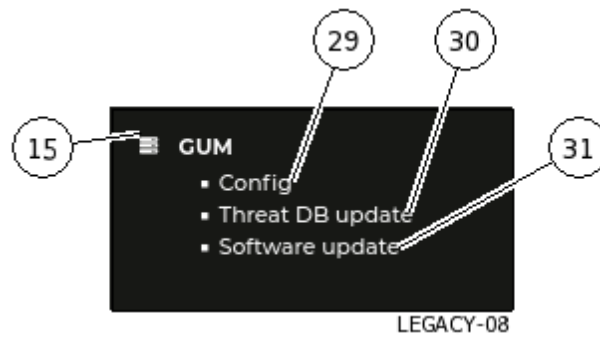 29
30
15
GUM
31
Config
Threat DB update
Software update
LEGACY-08